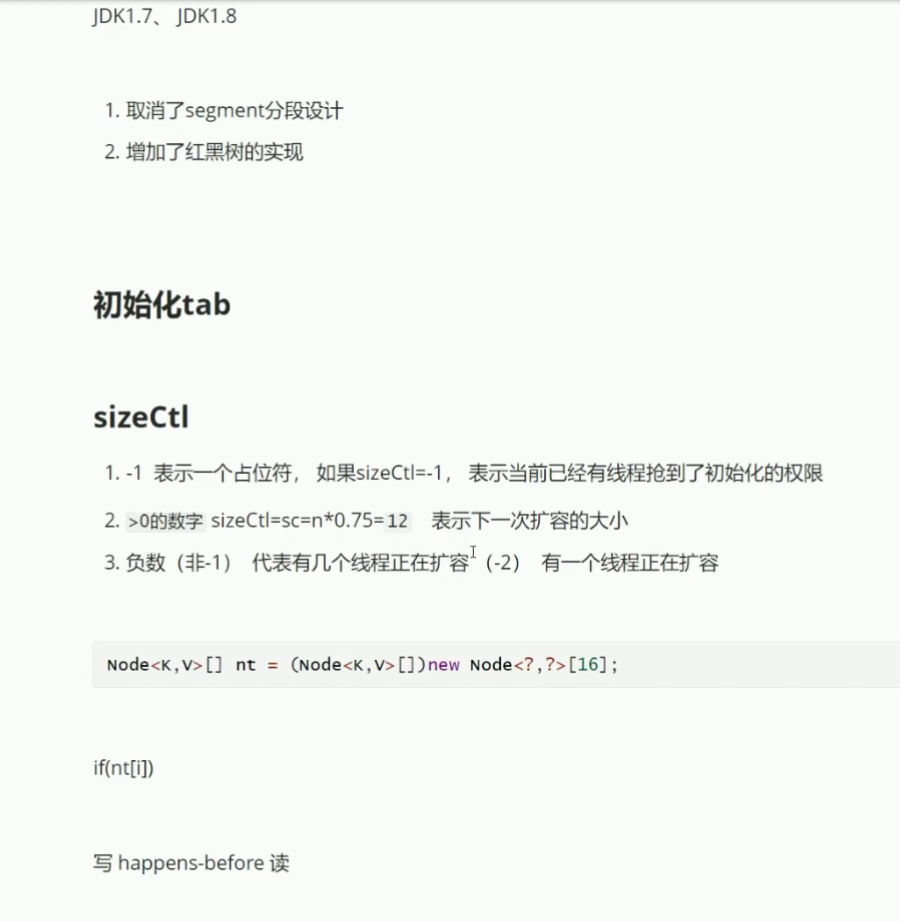 JDK1.7、 JDK1.8
1. 取消了segment分段设计
2. 增加了红黑树的实现
初始化tab
sizeCtl
1. -1 表示一个占位符， 如果sizeCtl=-1， 表示当前已经有线程抢到了初始化的权限
2. >0的数字 sizeCtl=sc=n*0.75=12 表示下一次扩容的大小
3. 负数（非-1） 代表有几个线程正在扩容（-2） 有一个线程正在扩容
Node<K,V>[] nt = (Node<K,V>[])new Node<?,?>[16];
if(nt[i])
写 happens-before 读